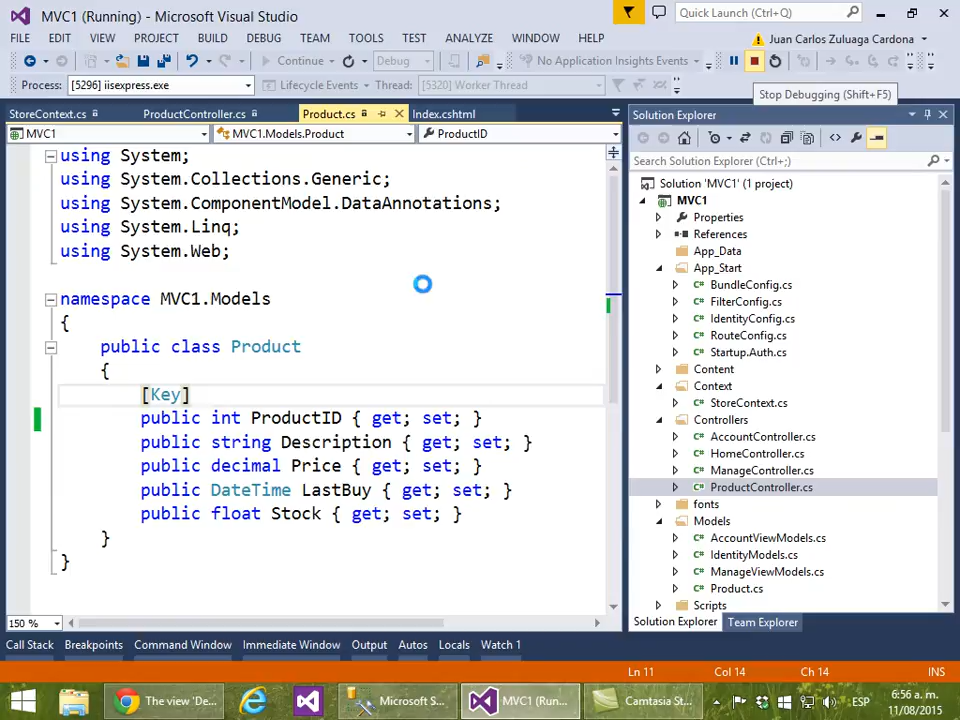 MVC1 (Running) - Microsoft Visual Studio
Quick Launch (Ctrl+Q)
FILE EDIT VIEW PROJECT BUILD DEBUG TEAM TOOLS TEST ANALYZE WINDOW HELP
Juan Carlos Zuluaga Cardona
Continue Debug No Application Insights Events
Process: [5296] iisexpress.exe Lifecycle Events Thread: [5320] Worker Thread
Stop Debugging (Shift+F5)
StoreContext.cs ProductController.cs Product.cs Index.cshtml
MVC1 MVC1.Models.Product ProductID
using System;
using System.Collections.Generic;
using System.ComponentModel.DataAnnotations;
using System.Linq;
using System.Web;
namespace MVC1.Models
{
public class Product
{
[Key]
public int ProductID { get; set; }
public string Description { get; set; }
public decimal Price { get; set; }
public DateTime LastBuy { get; set; }
public float Stock { get; set; }
}
}
150 %
Solution Explorer
Search Solution Explorer (Ctrl+;)
Solution 'MVC1' (1 project)
MVC1
Properties
References
App_Data
App_Start
BundleConfig.cs
FilterConfig.cs
IdentityConfig.cs
RouteConfig.cs
Startup.Auth.cs
Content
Context
StoreContext.cs
Controllers
AccountController.cs
HomeController.cs
ManageController.cs
ProductController.cs
fonts
Models
AccountViewModels.cs
IdentityModels.cs
ManageViewModels.cs
Product.cs
Scripts
Solution Explorer Team Explorer
Call Stack Breakpoints Command Window Immediate Window Output Autos Locals Watch 1
Ln 11 Col 14 Ch 14 INS
The view 'De... Microsoft S... MVC1 (Run... Camtasia St... ESP
6:56 a. m.
11/08/2015